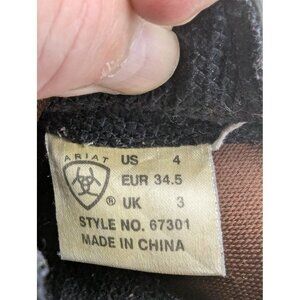 ARIAT
US 4
EUR 34.5
® UK 3
STYLE NO. 67301
MADE IN CHINA